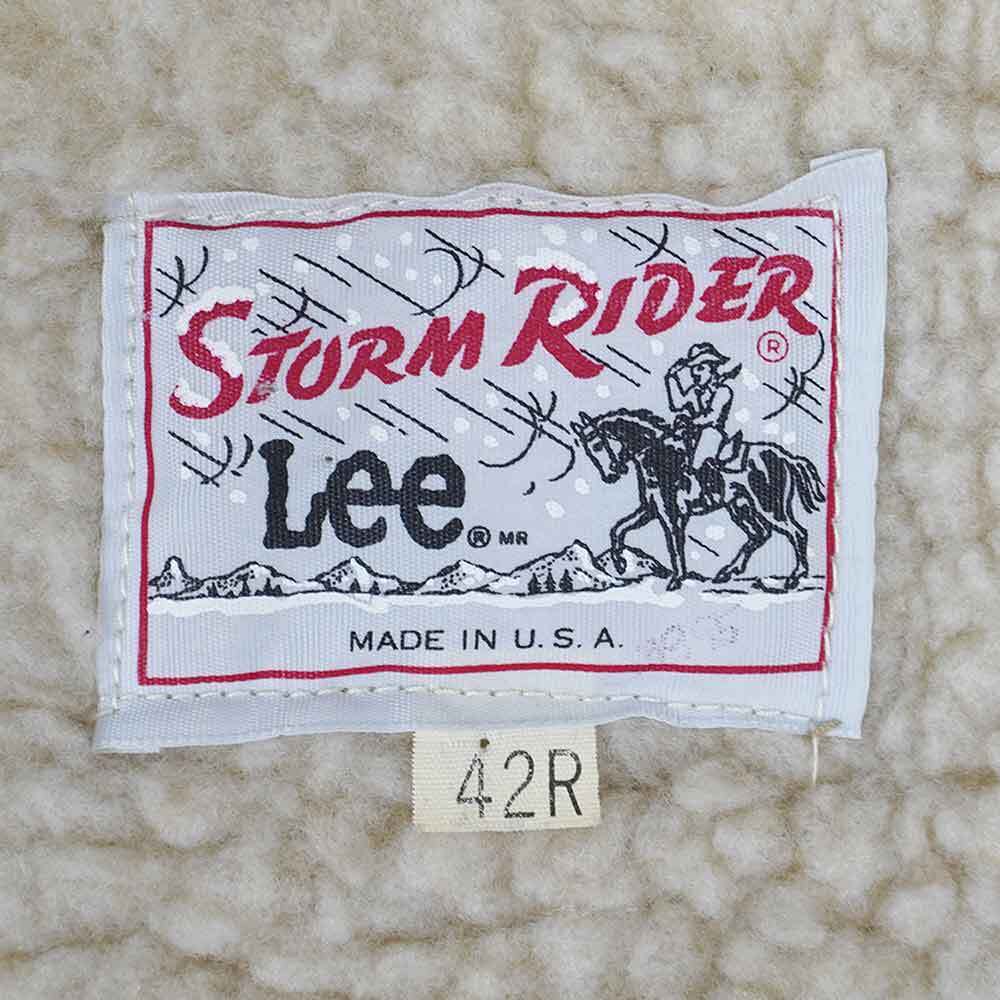 STORM RIDER ®
Lee ® MR
MADE IN U.S.A.
42R